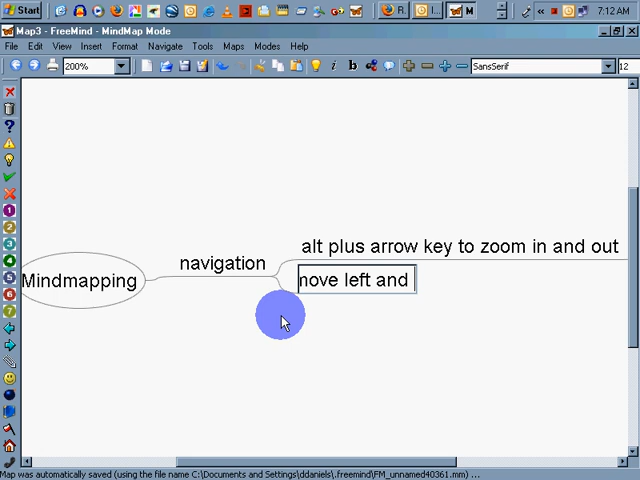 Start
R..
I...
M
7:12 AM
Map3 - FreeMind - MindMap Mode
File Edit View Insert Format Navigate Tools Maps Modes Help
200%
SansSerif
12
alt plus arrow key to zoom in and out
navigation
Mindmapping
nove left and
Map was automatically saved (using the file name C:\Documents and Settings\ddaniels\.freemind\FM_unnamed40361.mm) ...